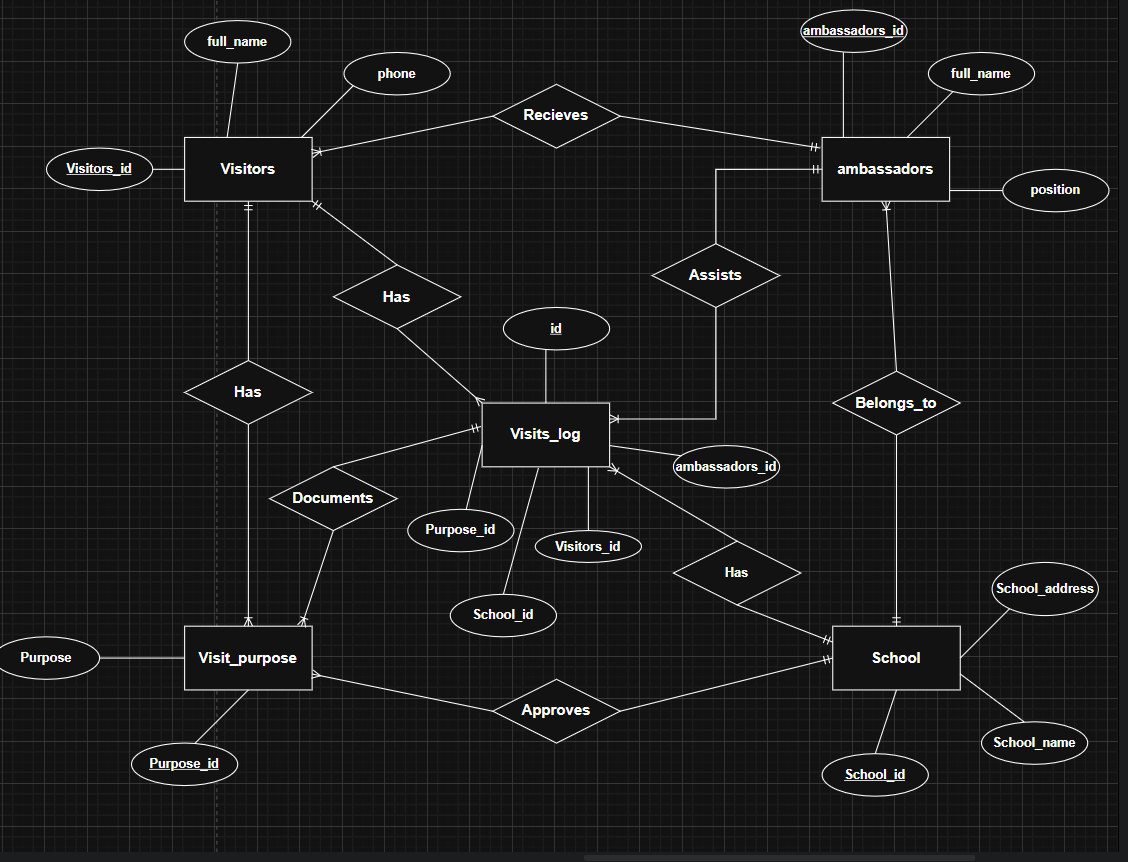 ambassadors_id
full_name
phone
full_name
Recieves
Visitors_id
Visitors
ambassadors
position
Assists
Has
id
Has
Belongs_to
Visits_log
ambassadors_id
Documents
Purpose_id
Visitors_id
Has
School_address
School_id
Purpose
Visit_purpose
School
Approves
School_name
Purpose_id
School_id